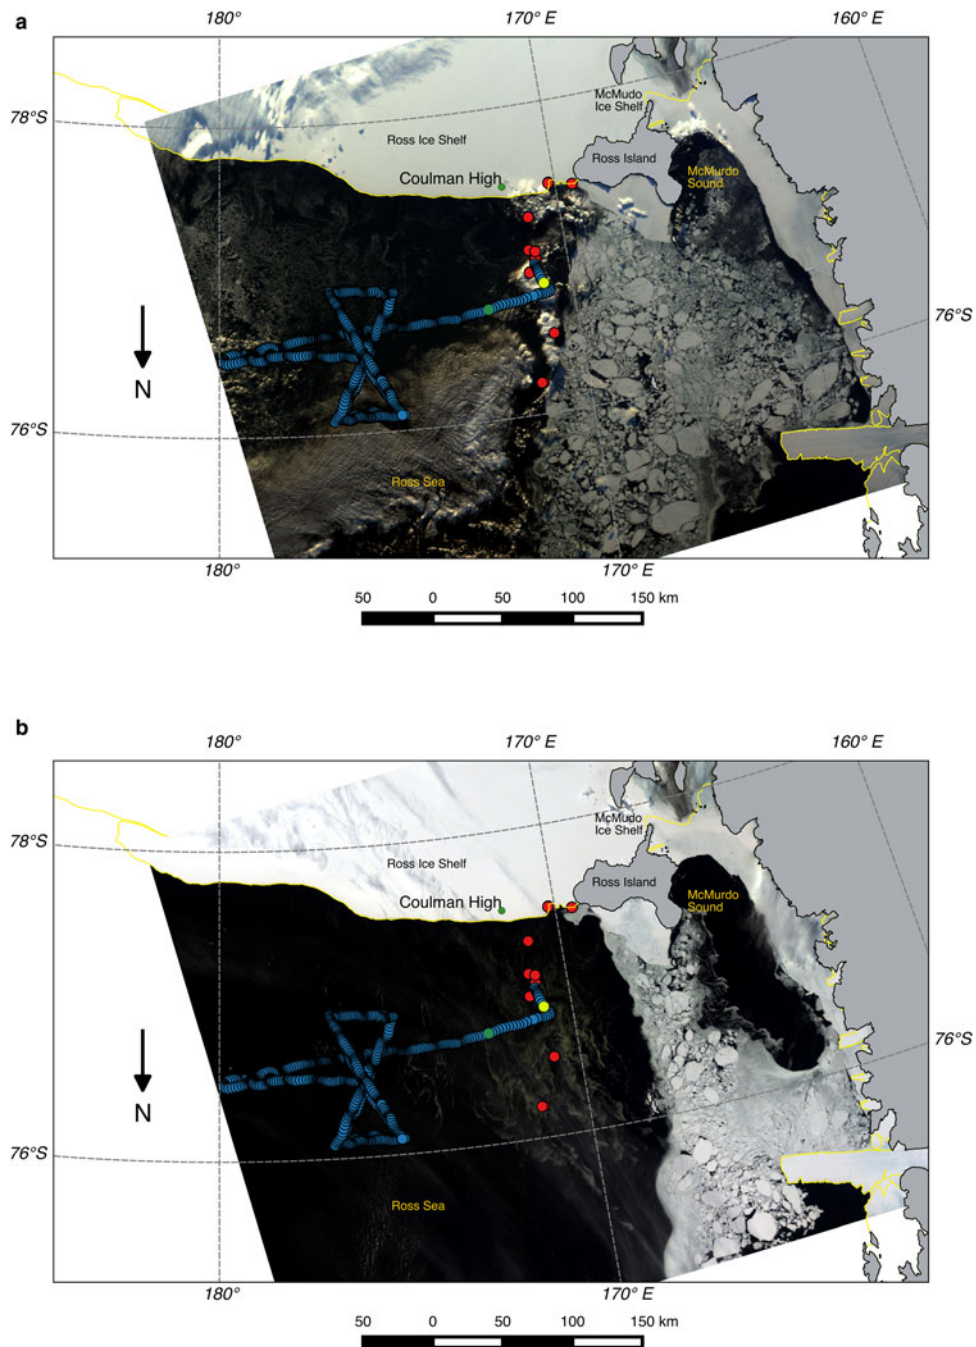 a
180°
170° E
160° E
78°S
McMudo
Ice Shelf
Ross Ice Shelf
Ross Island
McMurdo
Sound
Coulman High
N
76°S
76°S
Ross Sea
180°
170° E
50 0 50 100 150 km
b
180°
170° E
160° E
78°S
McMudo
Ice Shelf
Ross Ice Shelf
Ross Island
McMurdo
Sound
Coulman High
N
76°S
76°S
Ross Sea
180°
170° E
50 0 50 100 150 km